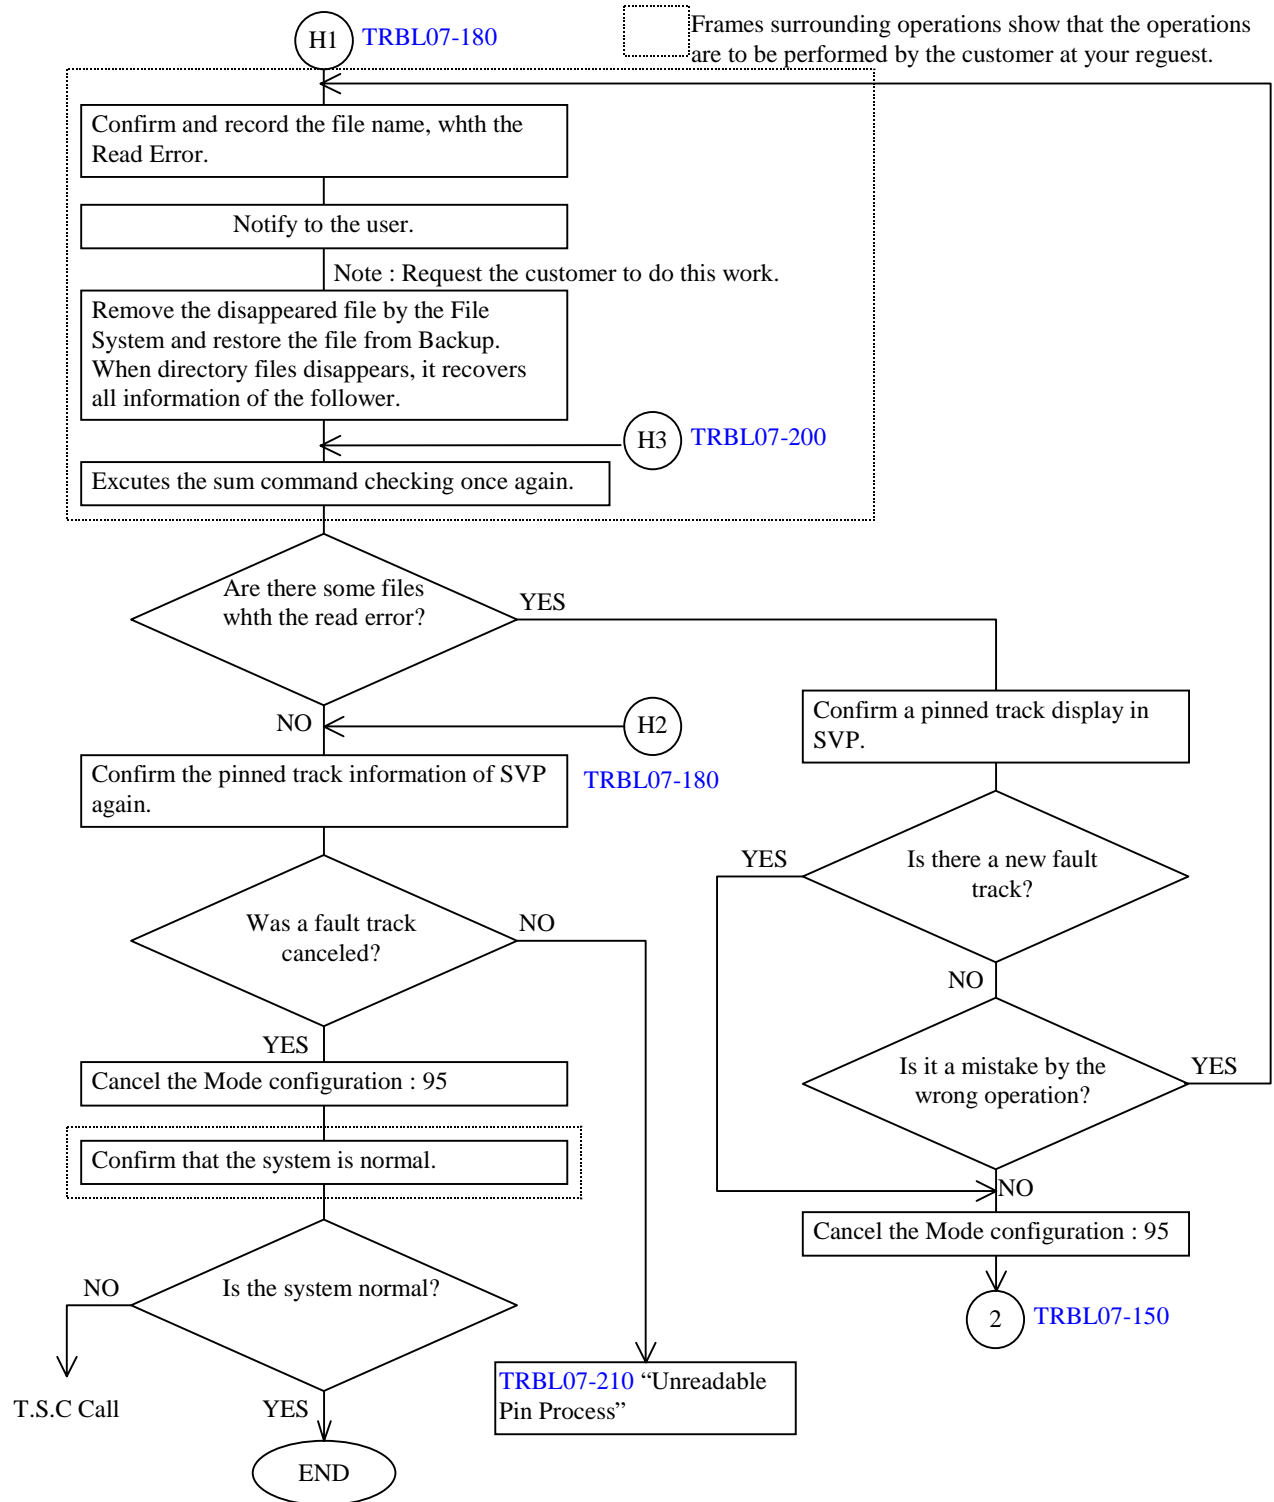 H1 TRBL07-180
Frames surrounding operations show that the operations
are to be performed by the customer at your reguest.
Confirm and record the file name, whth the
Read Error.
Notify to the user.
Note : Request the customer to do this work.
Remove the disappeared file by the File
System and restore the file from Backup.
When directory files disappears, it recovers
all information of the follower.
H3 TRBL07-200
Excutes the sum command checking once again.
Are there some files
whth the read error?
YES
NO
H2
TRBL07-180
Confirm the pinned track information of SVP
again.
Confirm a pinned track display in
SVP.
Was a fault track
canceled?
NO
YES
Is there a new fault
track?
YES
NO
Is it a mistake by the
wrong operation?
YES
NO
Cancel the Mode configuration : 95
Confirm that the system is normal.
Cancel the Mode configuration : 95
2 TRBL07-150
Is the system normal?
NO
T.S.C Call
YES
END
TRBL07-210 “Unreadable
Pin Process”